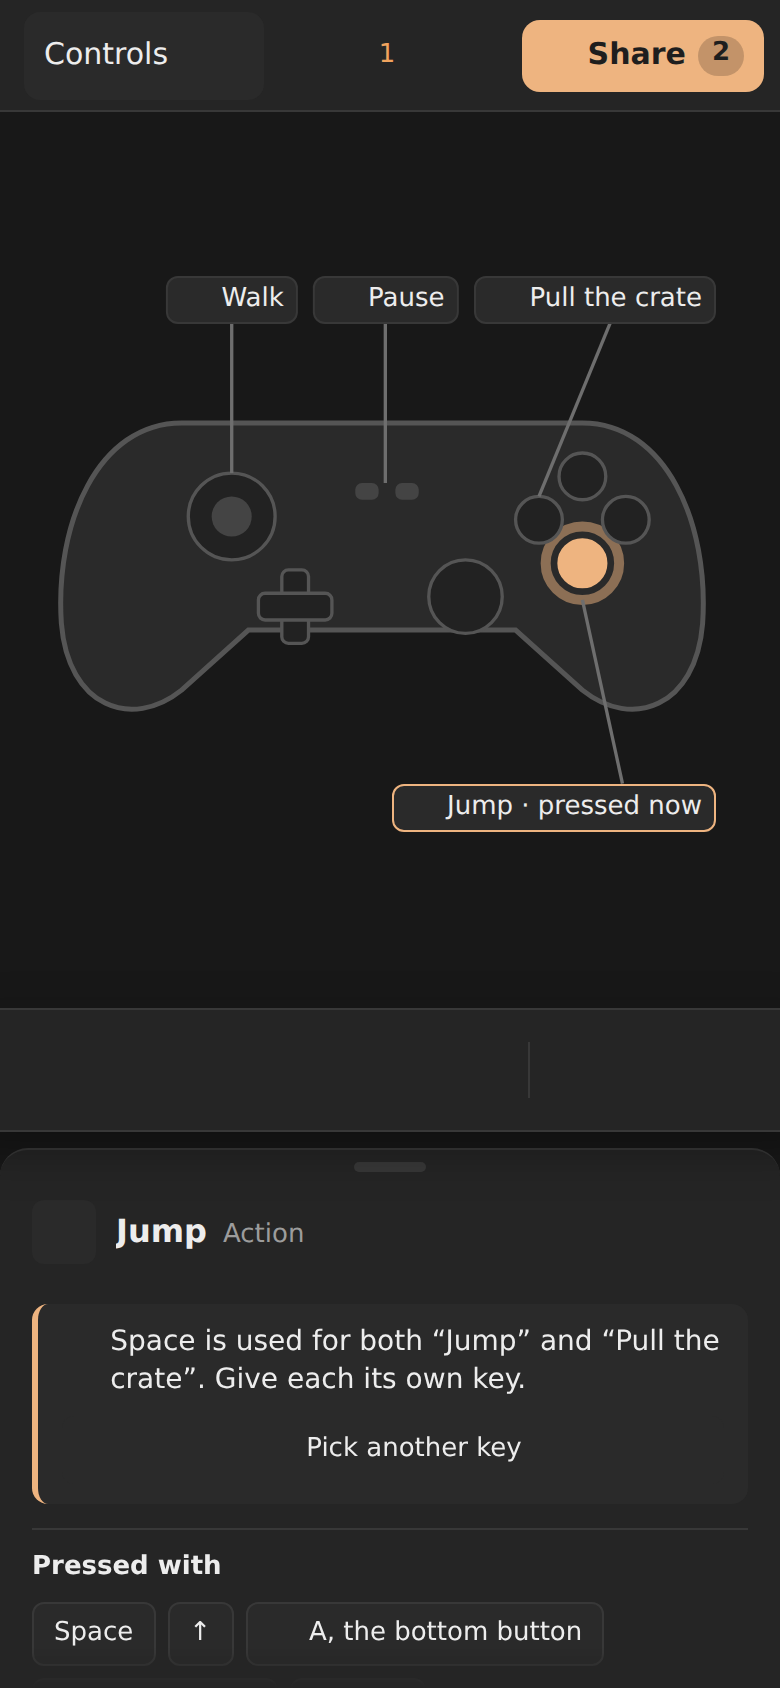 Controls
1
Share 2
Walk
Pause
Pull the crate
Jump · pressed now
Jump Action
Space is used for both “Jump” and “Pull the
crate”. Give each its own key.
Pick another key
Pressed with
Space
↑
A, the bottom button